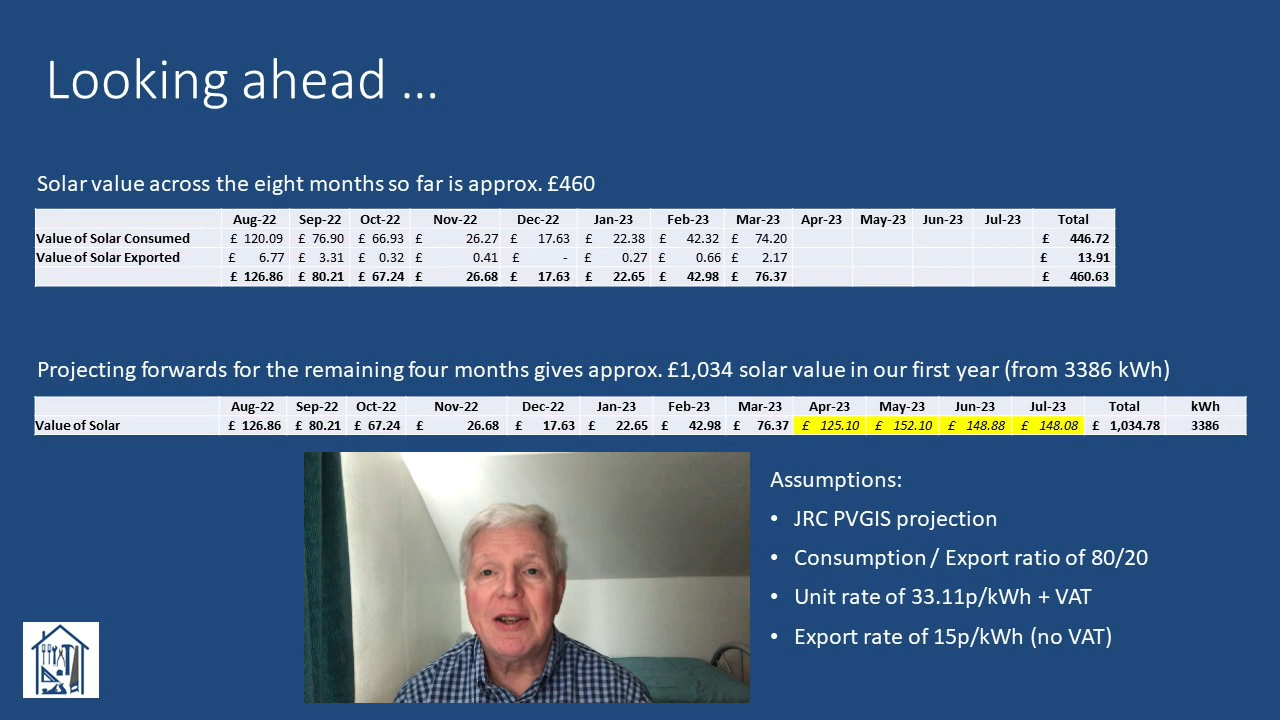 Looking ahead ...
Solar value across the eight months so far is approx. £460
Aug-22 Sep-22 Oct-22 Nov-22 Dec-22 Jan-23 Feb-23 Mar-23 Apr-23 May-23 Jun-23 Jul-23 Total
Value of Solar Consumed £ 120.09 £ 76.90 £ 66.93 £ 26.27 £ 17.63 £ 22.38 £ 42.32 £ 74.20 £ 446.72
Value of Solar Exported £ 6.77 £ 3.31 £ 0.32 £ 0.41 £ - £ 0.27 £ 0.66 £ 2.17 £ 13.91
£ 126.86 £ 80.21 £ 67.24 £ 26.68 £ 17.63 £ 22.65 £ 42.98 £ 76.37 £ 460.63
Projecting forwards for the remaining four months gives approx. £1,034 solar value in our first year (from 3386 kWh)
Aug-22 Sep-22 Oct-22 Nov-22 Dec-22 Jan-23 Feb-23 Mar-23 Apr-23 May-23 Jun-23 Jul-23 Total kWh
Value of Solar £ 126.86 £ 80.21 £ 67.24 £ 26.68 £ 17.63 £ 22.65 £ 42.98 £ 76.37 £ 125.10 £ 152.10 £ 148.88 £ 148.08 £ 1,034.78 3386
Assumptions:
• JRC PVGIS projection
• Consumption / Export ratio of 80/20
• Unit rate of 33.11p/kWh + VAT
• Export rate of 15p/kWh (no VAT)